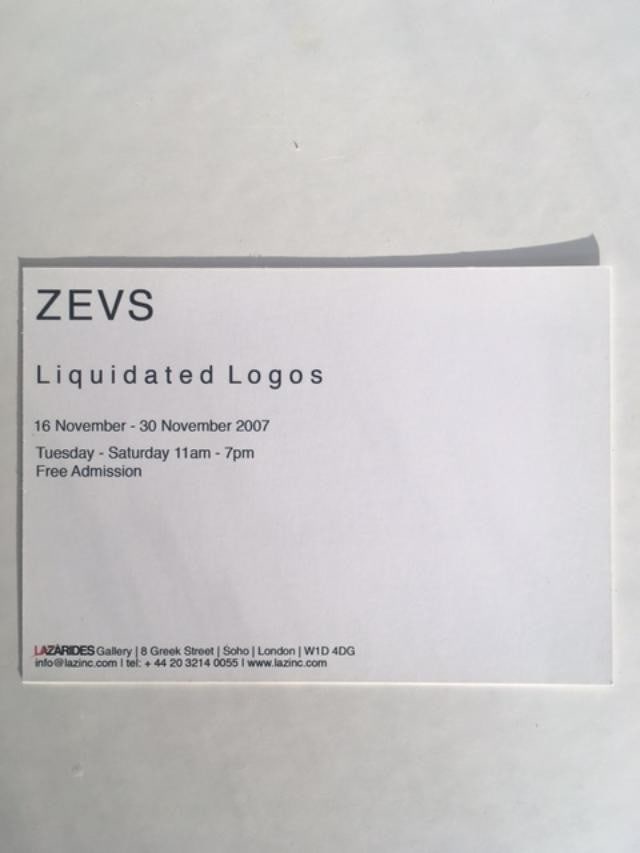 ZEVS
Liquidated Logos
16 November - 30 November 2007
Tuesday - Saturday 11am - 7pm
Free Admission
LAZARIDES Gallery | 8 Greek Street | Soho | London | W1D 4DG
info@lazinc.com | tel: + 44 20 3214 0055 | www.lazinc.com